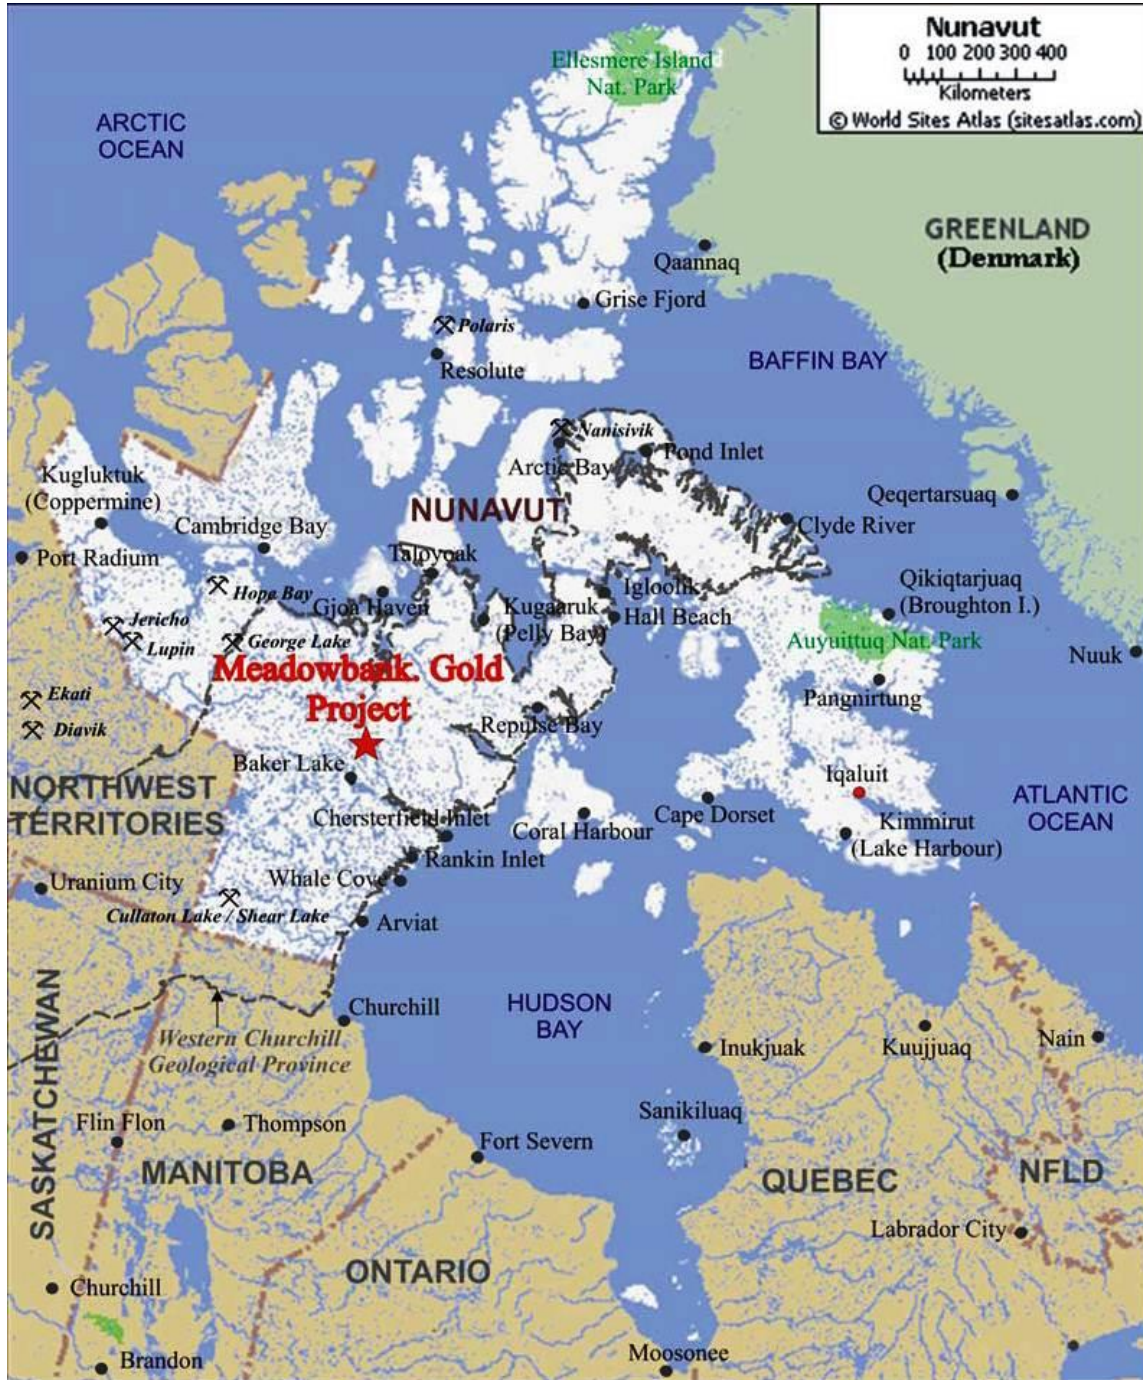 Nunavut
0 100 200 300 400
Kilometers
© World Sites Atlas (sitesatlas.com)
Ellesmere Island
Nat. Park
ARCTIC
OCEAN
GREENLAND
(Denmark)
Qaannaq
Grise Fjord
Polaris
Resolute
BAFFIN BAY
Nanisivik
Arctic Bay
Pond Inlet
Kugluktuk
(Coppermine)
Qeqertarsuaq
NUNAVUT
Cambridge Bay
Clyde River
Port Radium
Taloyoak
Hope Bay
Gjoa Haven
Igloolik
Kugaaruk
(Pelly Bay)
Hall Beach
Qikiqtarjuaq
(Broughton I.)
Jericho
Lupin
George Lake
Auyuittuq Nat. Park
Nuuk
Meadowbank. Gold
Project
Ekati
Diavik
Pangnirtung
Repulse Bay
Baker Lake
Iqaluit
NORTHWEST
TERRITORIES
ATLANTIC
OCEAN
Chersterfield Inlet
Coral Harbour
Cape Dorset
Kimmirut
(Lake Harbour)
Rankin Inlet
Whale Cove
Uranium City
Cullaton Lake / Shear Lake
Arviat
SASKATCHEWAN
HUDSON
BAY
Churchill
Western Churchill
Geological Province
Inukjuak
Kuujjuaq
Nain
Flin Flon
Thompson
Sanikiluaq
Fort Severn
MANITOBA
QUEBEC
NFLD
Labrador City
ONTARIO
Churchill
Brandon
Moosonee